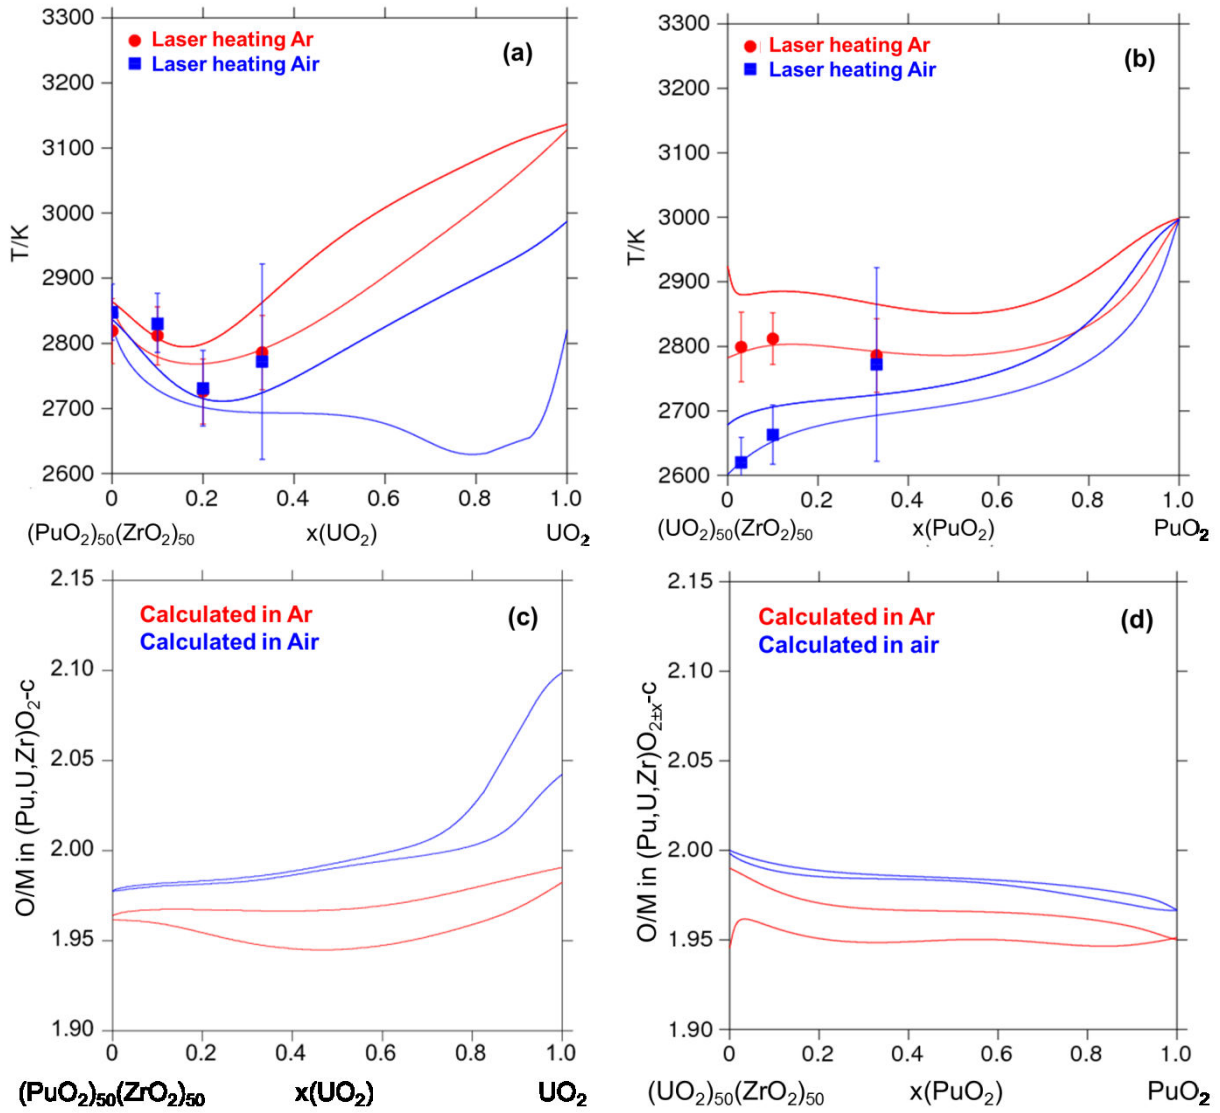 3300
3200
3100
3000
2900
2800
2700
2600
T/K
Laser heating Ar
Laser heating Air
(a)
0 0.2 0.4 0.6 0.8 1.0
(PuO₂)₅₀(ZrO₂)₅₀ x(UO₂) UO₂
3300
3200
3100
3000
2900
2800
2700
2600
T/K
Laser heating Ar
Laser heating Air
(b)
0 0.2 0.4 0.6 0.8 1.0
(UO₂)₅₀(ZrO₂)₅₀ x(PuO₂) PuO₂
2.15
2.10
2.05
2.00
1.95
1.90
O/M in (Pu,U,Zr)O₂-c
Calculated in Ar
Calculated in Air
(c)
0 0.2 0.4 0.6 0.8 1.0
(PuO₂)₅₀(ZrO₂)₅₀ x(UO₂) UO₂
2.15
2.10
2.05
2.00
1.95
1.90
O/M in (Pu,U,Zr)O₂±ₓ-c
Calculated in Ar
Calculated in air
(d)
0 0.2 0.4 0.6 0.8 1.0
(UO₂)₅₀(ZrO₂)₅₀ x(PuO₂) PuO₂